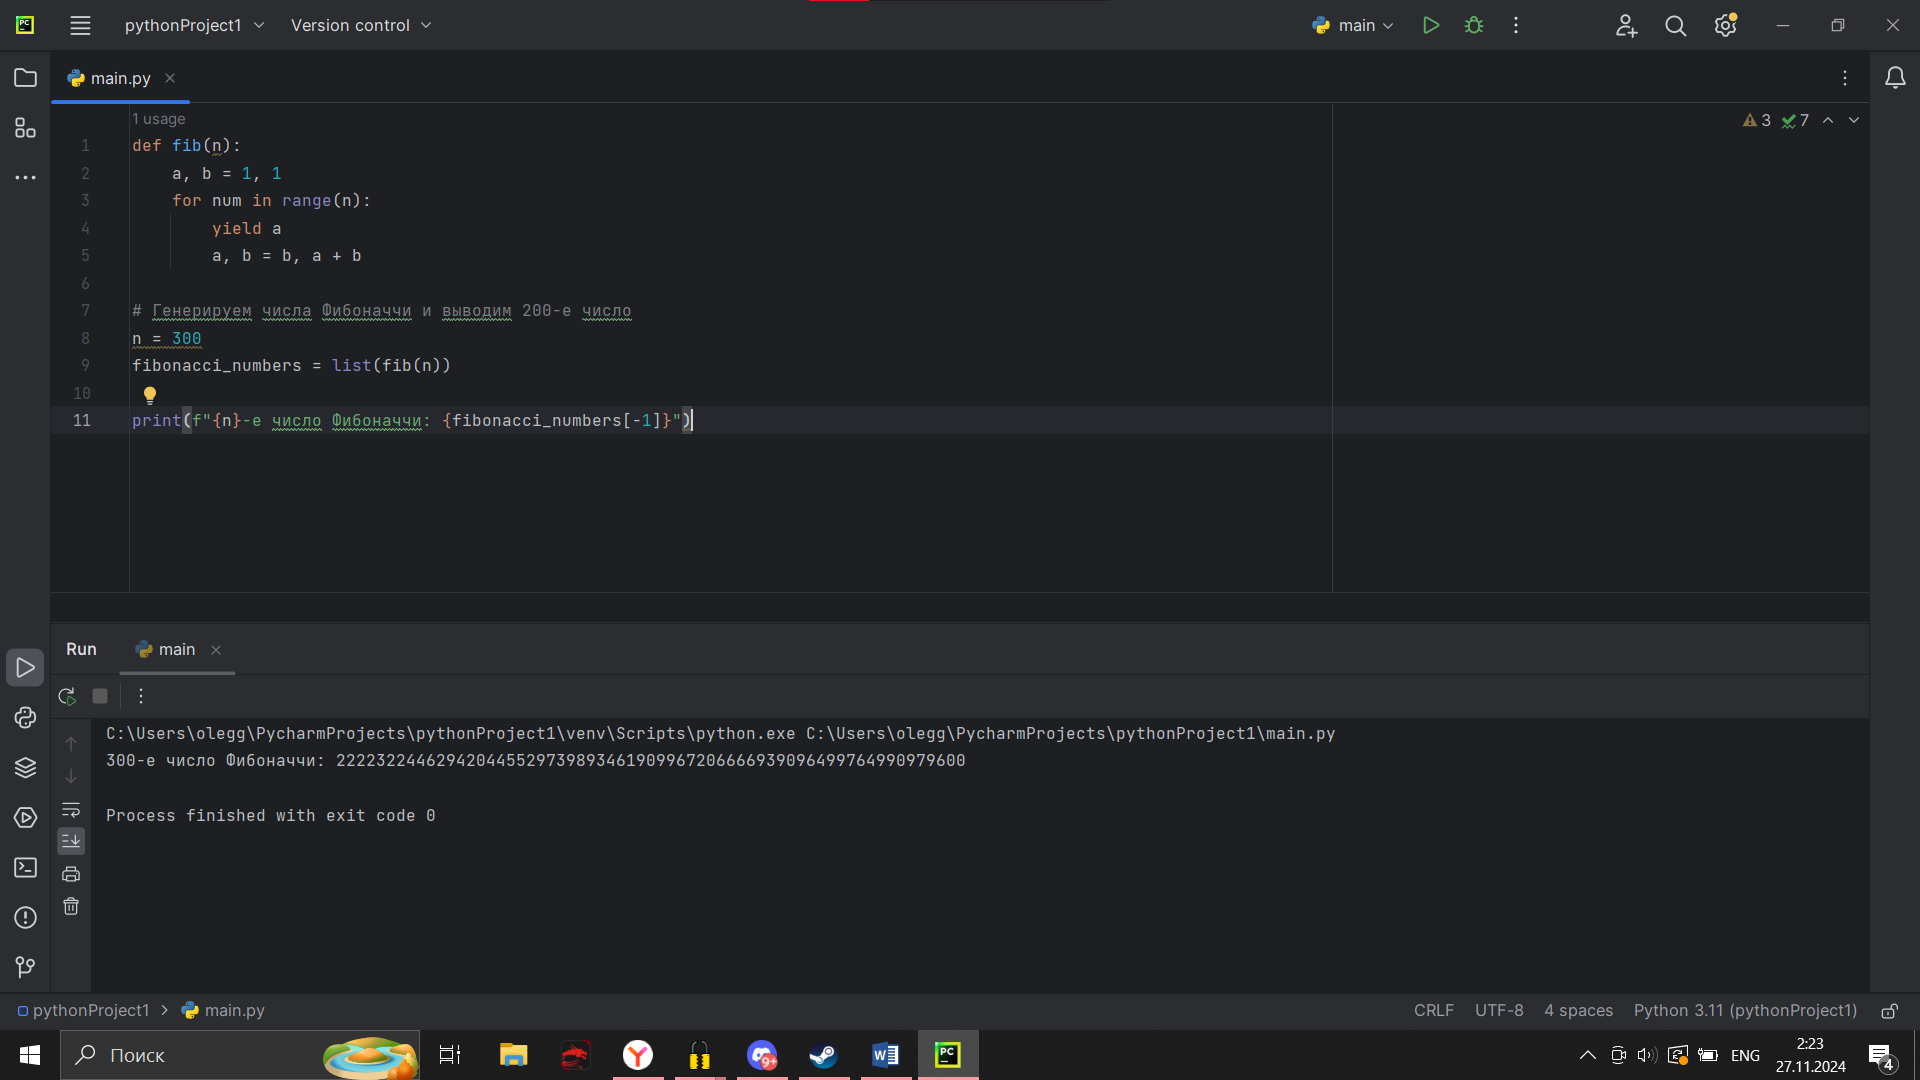 pythonProject1 Version control main
main.py
1 usage
3 7
1 def fib(n):
2 a, b = 1, 1
3 for num in range(n):
4 yield a
5 a, b = b, a + b
6
7 # Генерируем числа Фибоначчи и выводим 200-е число
8 n = 300
9 fibonacci_numbers = list(fib(n))
10
11 print(f"{n}-е число Фибоначчи: {fibonacci_numbers[-1]}")
Run main
C:\Users\olegg\PycharmProjects\pythonProject1\venv\Scripts\python.exe C:\Users\olegg\PycharmProjects\pythonProject1\main.py
300-е число Фибоначчи: 222232244629420445529739893461909967206666939096499764990979600
Process finished with exit code 0
pythonProject1 main.py CRLF UTF-8 4 spaces Python 3.11 (pythonProject1)
Поиск 9+ ENG 2:23
27.11.2024 4